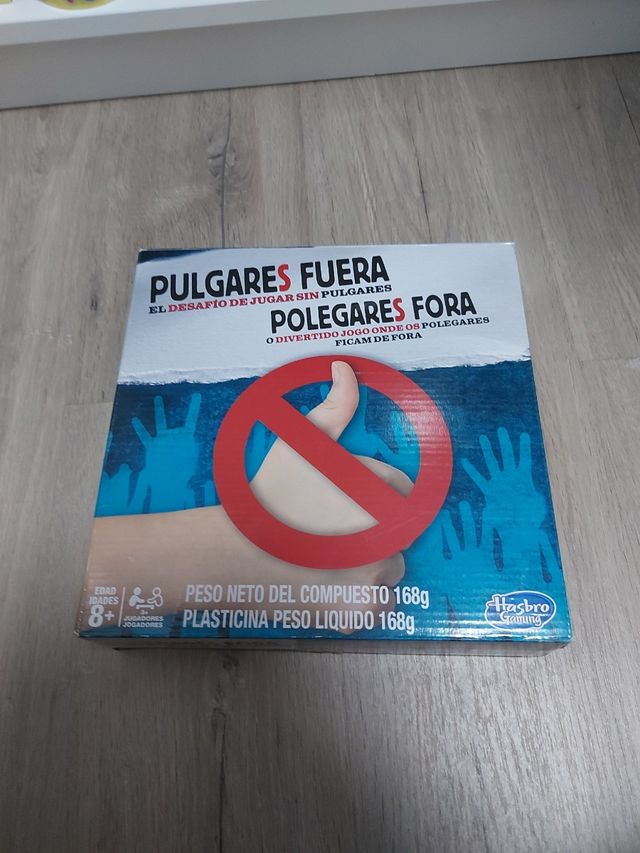 PULGARES FUERA
EL DESAFÍO DE JUGAR SIN PULGARES
POLEGARES FORA
O DIVERTIDO JOGO ONDE OS POLEGARES
FICAM DE FORA
EDAD
IDADES
8+
3+
JUGADORES
JOGADORES
PESO NETO DEL COMPUESTO 168g
PLASTICINA PESO LIQUIDO 168g
Hasbro
Gaming